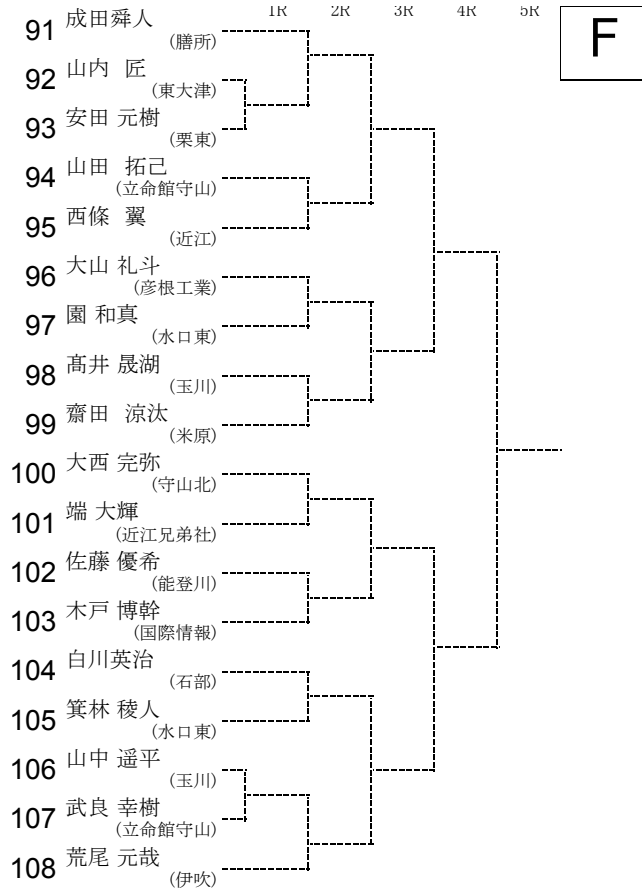 1R 2R 3R 4R 5R
F
91 成田舜人
(膳所)
92 山内 匠
(東大津)
93 安田 元樹
(栗東)
94 山田 拓己
(立命館守山)
95 西條 翼
(近江)
96 大山 礼斗
(彦根工業)
97 園 和真
(水口東)
98 髙井 晟湖
(玉川)
99 齋田 涼汰
(米原)
100 大西 完弥
(守山北)
101 端 大輝
(近江兄弟社)
102 佐藤 優希
(能登川)
103 木戸 博幹
(国際情報)
104 白川英治
(石部)
105 箕林 稜人
(水口東)
106 山中 遥平
(玉川)
107 武良 幸樹
(立命館守山)
108 荒尾 元哉
(伊吹)